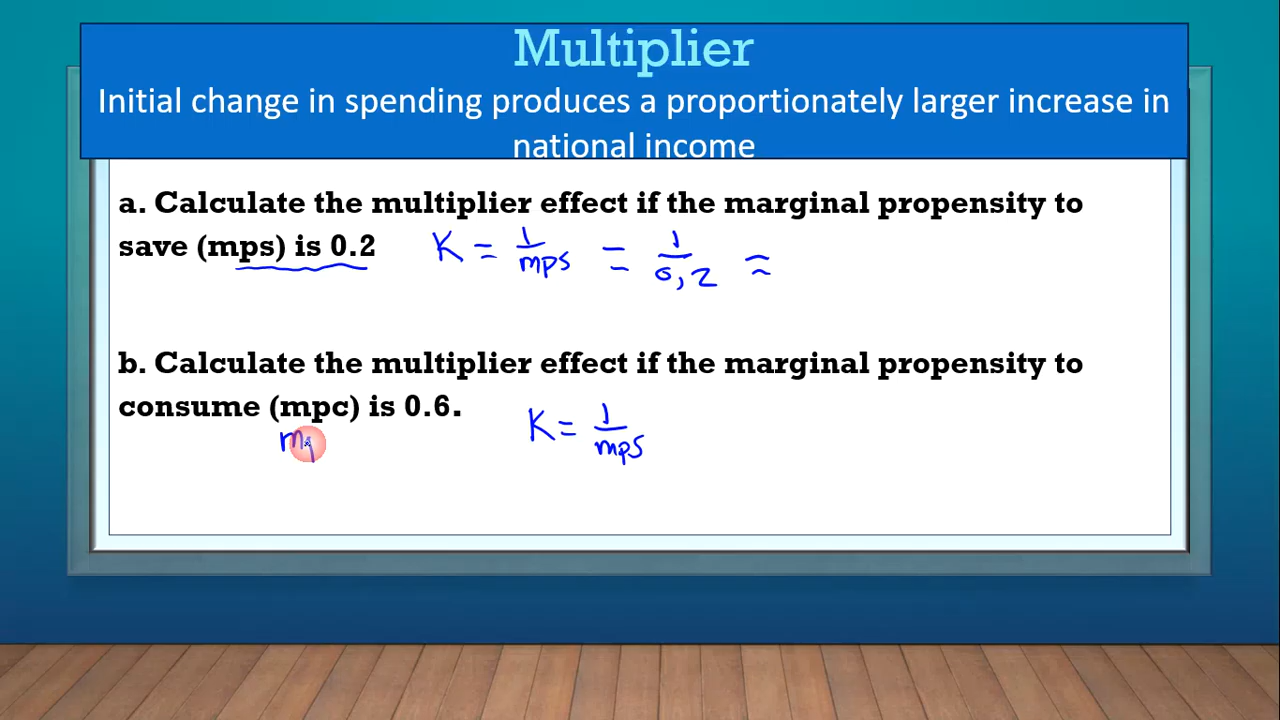 Multiplier
Initial change in spending produces a proportionately larger increase in
national income
a. Calculate the multiplier effect if the marginal propensity to
save (mps) is 0.2 K = 1/mps = 1/0,2 =
b. Calculate the multiplier effect if the marginal propensity to
consume (mpc) is 0.6. K = 1/mps